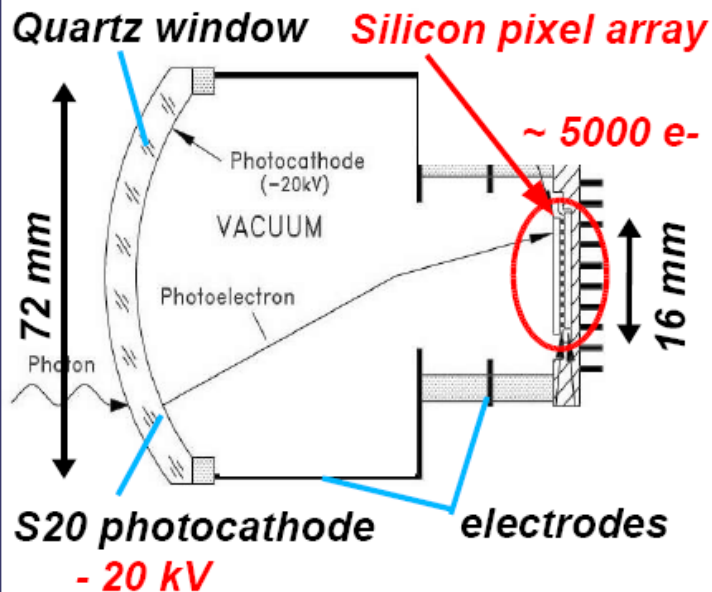 Quartz window
Silicon pixel array
~ 5000 e-
Photocathode
(-20kV)
VACUUM
72 mm
16 mm
Photoelectron
Photon
S20 photocathode
- 20 kV
electrodes